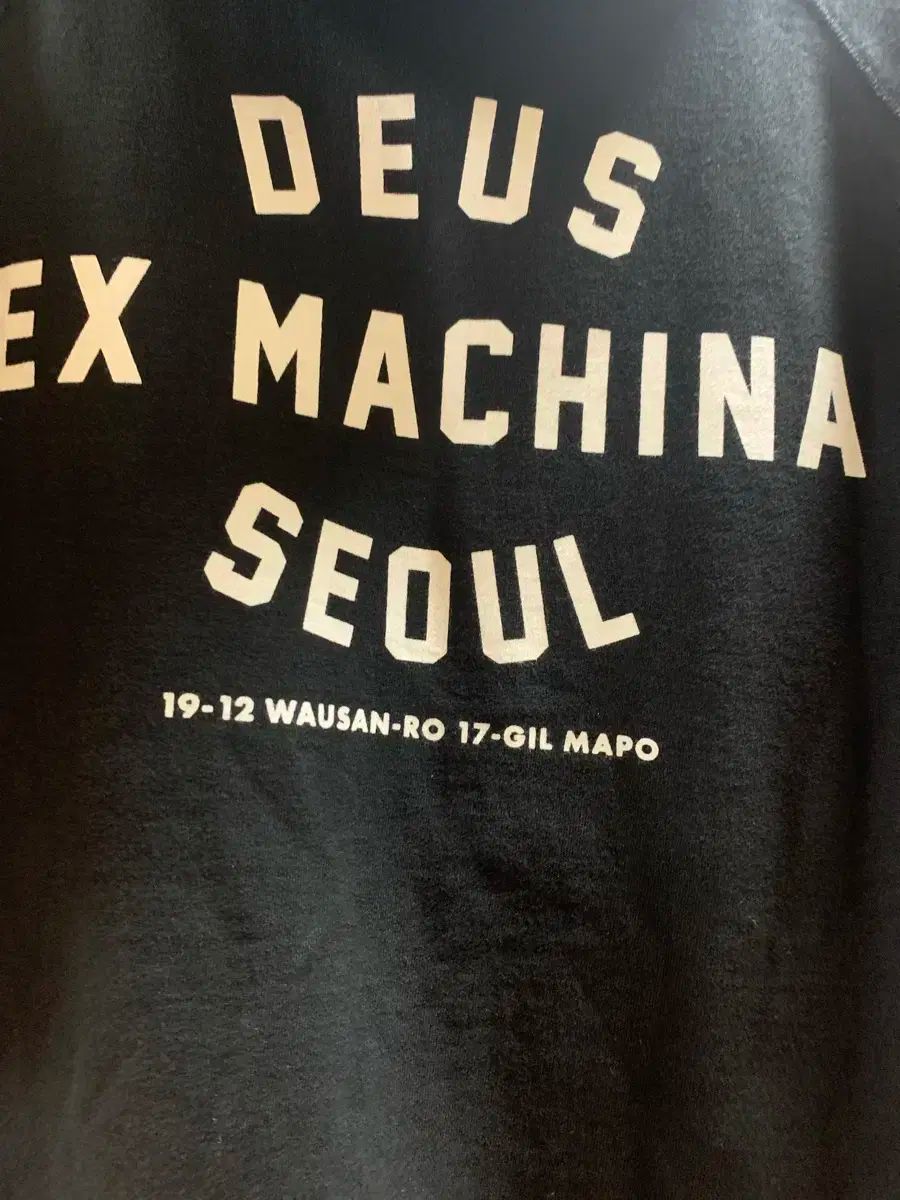 DEUS
EX MACHINA
SEOUL
19-12 WAUSAN-RO 17-GIL MAPO